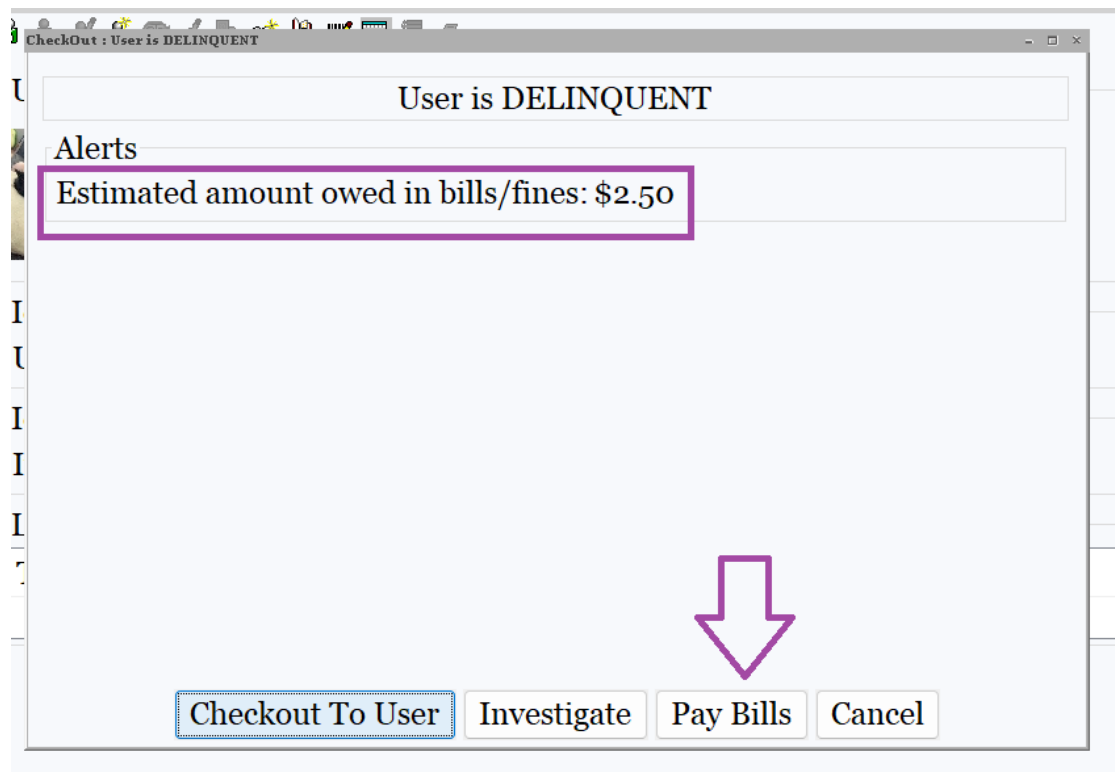 CheckOut : User is DELINQUENT
User is DELINQUENT
Alerts
Estimated amount owed in bills/fines: $2.50
Checkout To User
Investigate
Pay Bills
Cancel